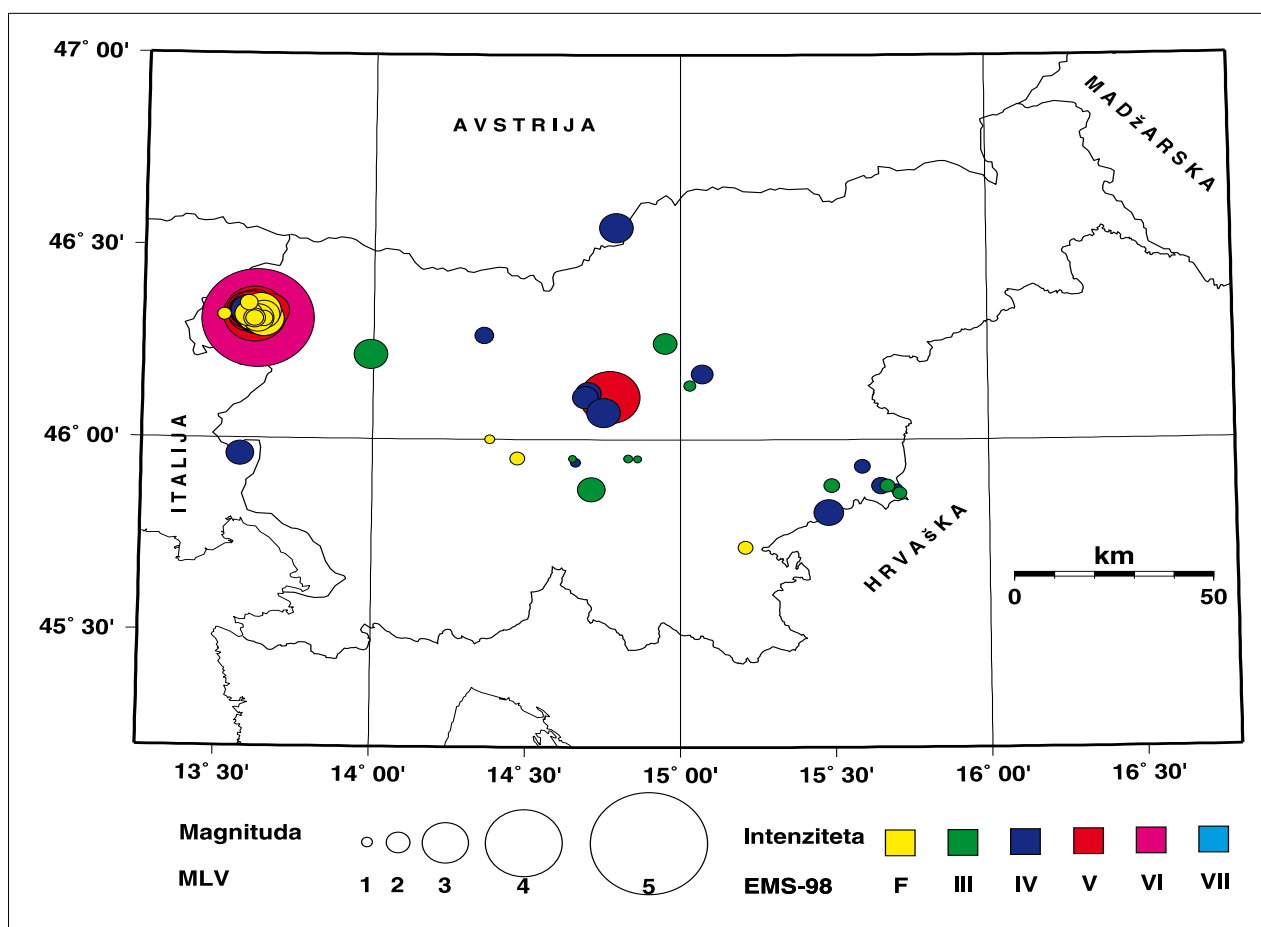 47° 00'
AVSTRIJA
MADŽARSKA
46° 30'
46° 00'
ITALIJA
HRVAšKA
km
0 50
45° 30'
13° 30' 14° 00' 14° 30' 15° 00' 15° 30' 16° 00' 16° 30'
Magnituda
Intenziteta
MLV 1 2 3 4 5
EMS-98 F III IV V VI VII